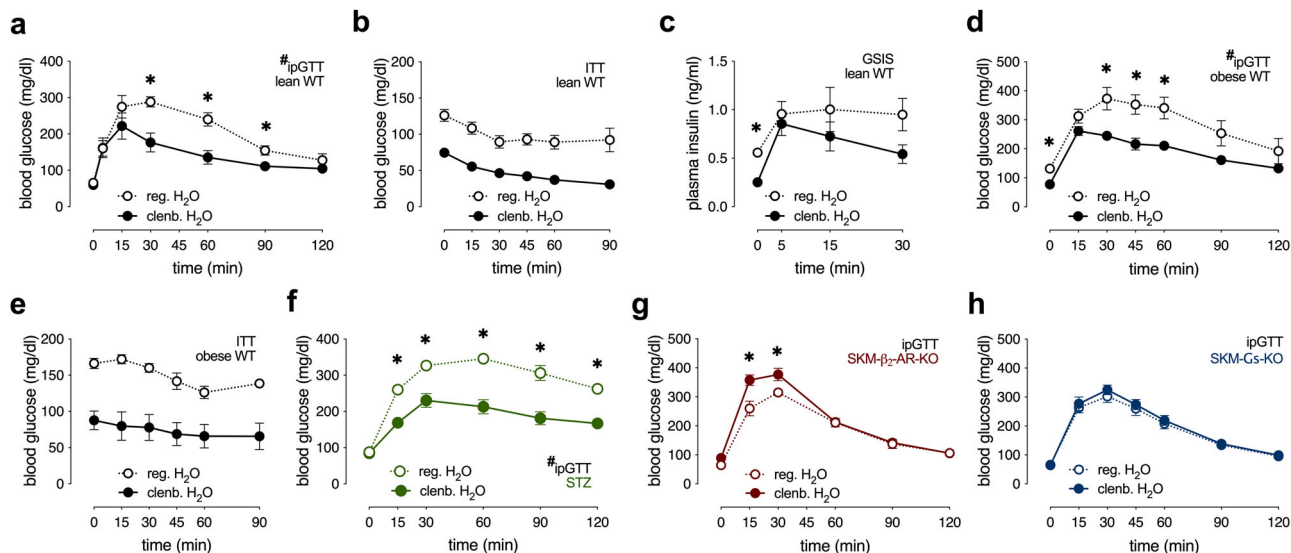 a
blood glucose (mg/dl)
400
300
200
100
0
#ipGTT
lean WT
*
*
*
reg. H₂O
clenb. H₂O
0 15 30 45 60 90 120
time (min)
b
blood glucose (mg/dl)
200
150
100
50
0
ITT
lean WT
reg. H₂O
clenb. H₂O
0 15 30 45 60 90
time (min)
c
plasma insulin (ng/ml)
1.5
1.0
0.5
0.0
GSIS
lean WT
*
reg. H₂O
clenb. H₂O
0 5 15 30
time (min)
d
blood glucose (mg/dl)
500
400
300
200
100
0
#ipGTT
obese WT
* * * *
reg. H₂O
clenb. H₂O
0 15 30 45 60 90 120
time (min)
e
blood glucose (mg/dl)
200
150
100
50
0
ITT
obese WT
reg. H₂O
clenb. H₂O
0 15 30 45 60 90
time (min)
f
blood glucose (mg/dl)
500
400
300
200
100
0
* * * * *
reg. H₂O
clenb. H₂O
#ipGTT
STZ
0 15 30 60 90 120
time (min)
g
blood glucose (mg/dl)
500
400
300
200
100
0
ipGTT
SKM-β₂-AR-KO
* *
reg. H₂O
clenb. H₂O
0 15 30 45 60 90 120
time (min)
h
blood glucose (mg/dl)
500
400
300
200
100
0
ipGTT
SKM-Gs-KO
reg. H₂O
clenb. H₂O
0 15 30 45 60 90 120
time (min)